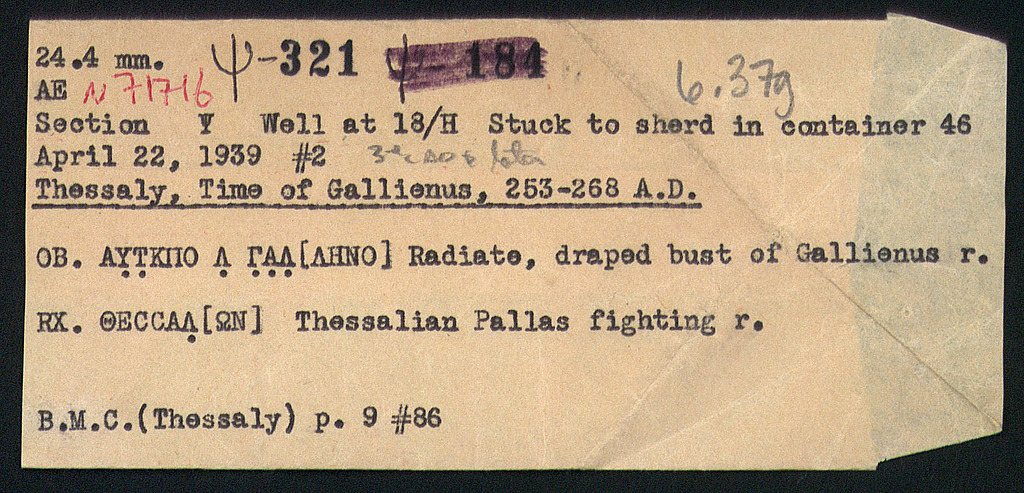 24.4 mm. Ψ-321 Ψ- 184
AE N71716 6.37g
Section Ψ Well at 18/H Stuck to sherd in container 46
April 22, 1939 #2
Thessaly, Time of Gallienus, 253-268 A.D.
OB. ΑΥ̣Τ̣ΚΠΟ Λ̣ Γ̣Α̣Λ̣[ΛΗΝΟ] Radiate, draped bust of Gallienus r.
RX. ΘΕCCΑΛ̣[ΩΝ] Thessalian Pallas fighting r.
B.M.C.(Thessaly) p. 9 #86